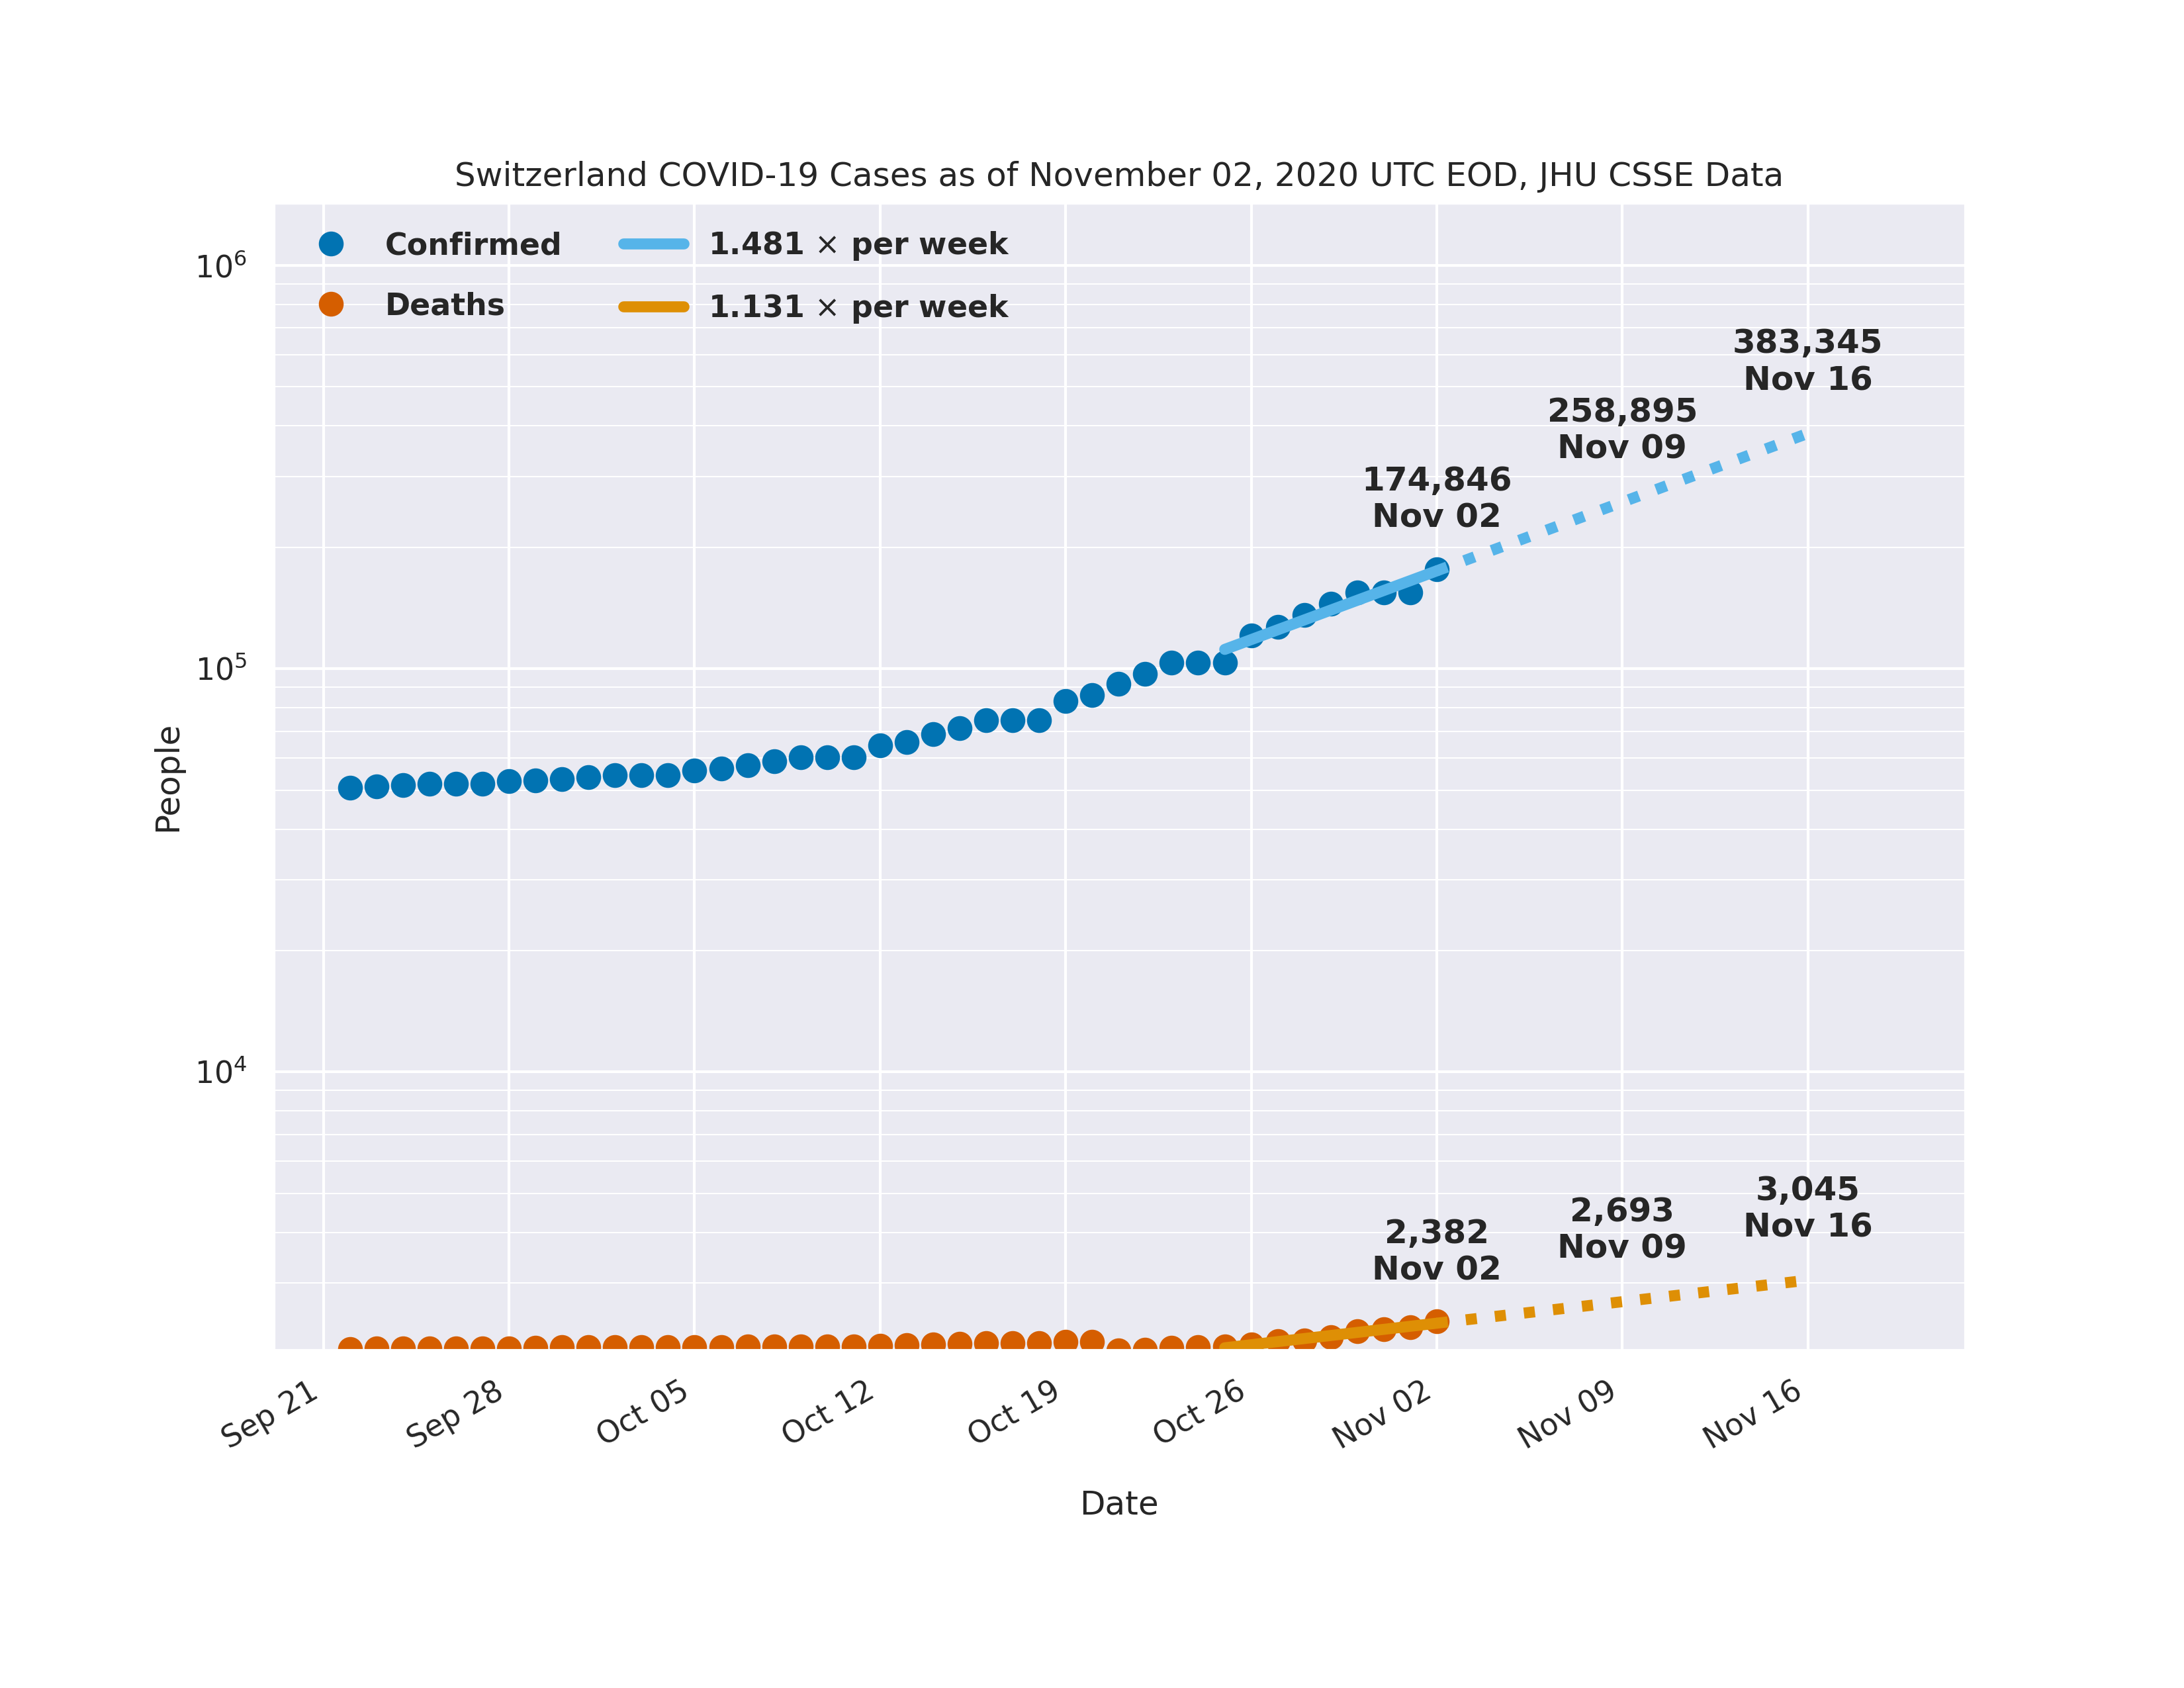 Switzerland COVID-19 Cases as of November 02, 2020 UTC EOD, JHU CSSE Data
Confirmed
Deaths
1.481 × per week
1.131 × per week
383,345
Nov 16
258,895
Nov 09
174,846
Nov 02
3,045
Nov 16
2,693
Nov 09
2,382
Nov 02
10⁶
10⁵
10⁴
People
Sep 21
Sep 28
Oct 05
Oct 12
Oct 19
Oct 26
Nov 02
Nov 09
Nov 16
Date